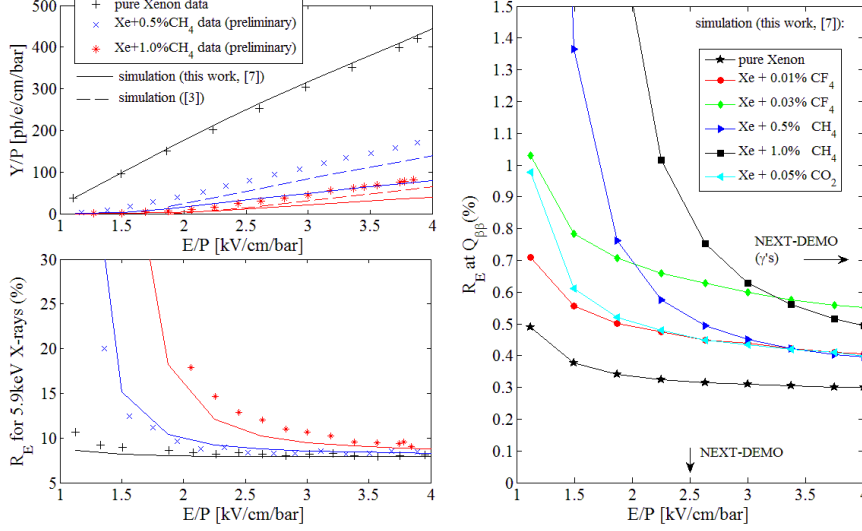 pure Xenon data
Xe+0.5%CH4 data (preliminary)
Xe+1.0%CH4 data (preliminary)
simulation (this work, [7])
simulation ([3])
Y/P [ph/e/cm/bar]
500
400
300
200
100
0
1 1.5 2 2.5 3 3.5 4
E/P [kV/cm/bar]
RE for 5.9keV X-rays (%)
30
25
20
15
10
5
1 1.5 2 2.5 3 3.5 4
E/P [kV/cm/bar]
RE at Qββ(%)
1.5
1.4
1.3
1.2
1.1
1
0.9
0.8
0.7
0.6
0.5
0.4
0.3
0.2
0.1
0
simulation (this work, [7]):
pure Xenon
Xe + 0.01% CF4
Xe + 0.03% CF4
Xe + 0.5% CH4
Xe + 1.0% CH4
Xe + 0.05% CO2
NEXT-DEMO
(γ's)
NEXT-DEMO
1 1.5 2 2.5 3 3.5 4
E/P [kV/cm/bar]